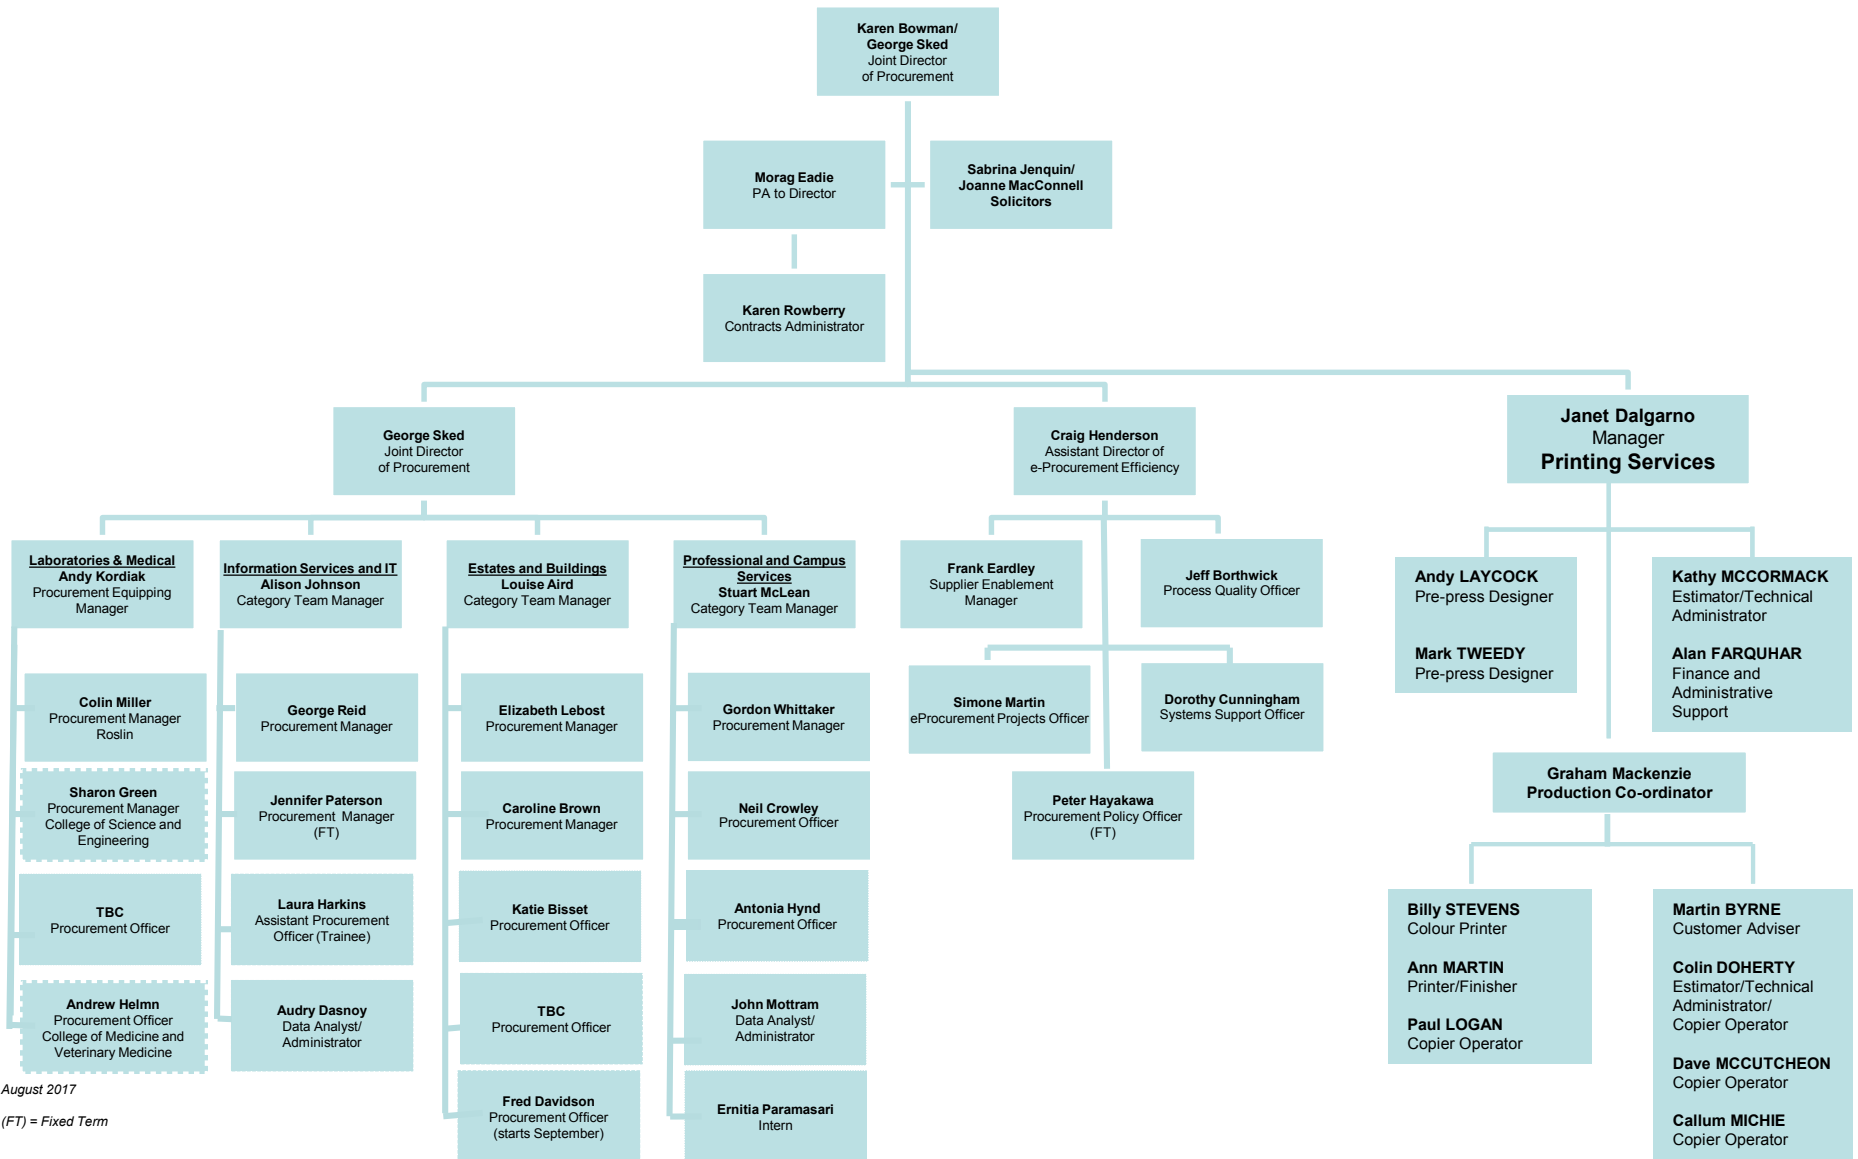 Karen Bowman/
George Sked
Joint Director
of Procurement
Morag Eadie
PA to Director
Sabrina Jenquin/
Joanne MacConnell
Solicitors
Karen Rowberry
Contracts Administrator
George Sked
Joint Director
of Procurement
Craig Henderson
Assistant Director of
e-Procurement Efficiency
Janet Dalgarno
Manager
Printing Services
Laboratories & Medical
Andy Kordiak
Procurement Equipping
Manager
Information Services and IT
Alison Johnson
Category Team Manager
Estates and Buildings
Louise Aird
Category Team Manager
Professional and Campus
Services
Stuart McLean
Category Team Manager
Frank Eardley
Supplier Enablement
Manager
Jeff Borthwick
Process Quality Officer
Andy LAYCOCK
Pre-press Designer
Mark TWEEDY
Pre-press Designer
Kathy MCCORMACK
Estimator/Technical
Administrator
Alan FARQUHAR
Finance and
Administrative
Support
Colin Miller
Procurement Manager
Roslin
George Reid
Procurement Manager
Elizabeth Lebost
Procurement Manager
Gordon Whittaker
Procurement Manager
Simone Martin
eProcurement Projects Officer
Dorothy Cunningham
Systems Support Officer
Sharon Green
Procurement Manager
College of Science and
Engineering
Jennifer Paterson
Procurement Manager
(FT)
Caroline Brown
Procurement Manager
Neil Crowley
Procurement Officer
Peter Hayakawa
Procurement Policy Officer
(FT)
Graham Mackenzie
Production Co-ordinator
TBC
Procurement Officer
Laura Harkins
Assistant Procurement
Officer (Trainee)
Katie Bisset
Procurement Officer
Antonia Hynd
Procurement Officer
Billy STEVENS
Colour Printer
Ann MARTIN
Printer/Finisher
Paul LOGAN
Copier Operator
Martin BYRNE
Customer Adviser
Colin DOHERTY
Estimator/Technical
Administrator/
Copier Operator
Dave MCCUTCHEON
Copier Operator
Callum MICHIE
Copier Operator
Andrew Helmn
Procurement Officer
College of Medicine and
Veterinary Medicine
Audry Dasnoy
Data Analyst/
Administrator
TBC
Procurement Officer
John Mottram
Data Analyst/
Administrator
Fred Davidson
Procurement Officer
(starts September)
Ernitia Paramasari
Intern
August 2017
(FT) = Fixed Term